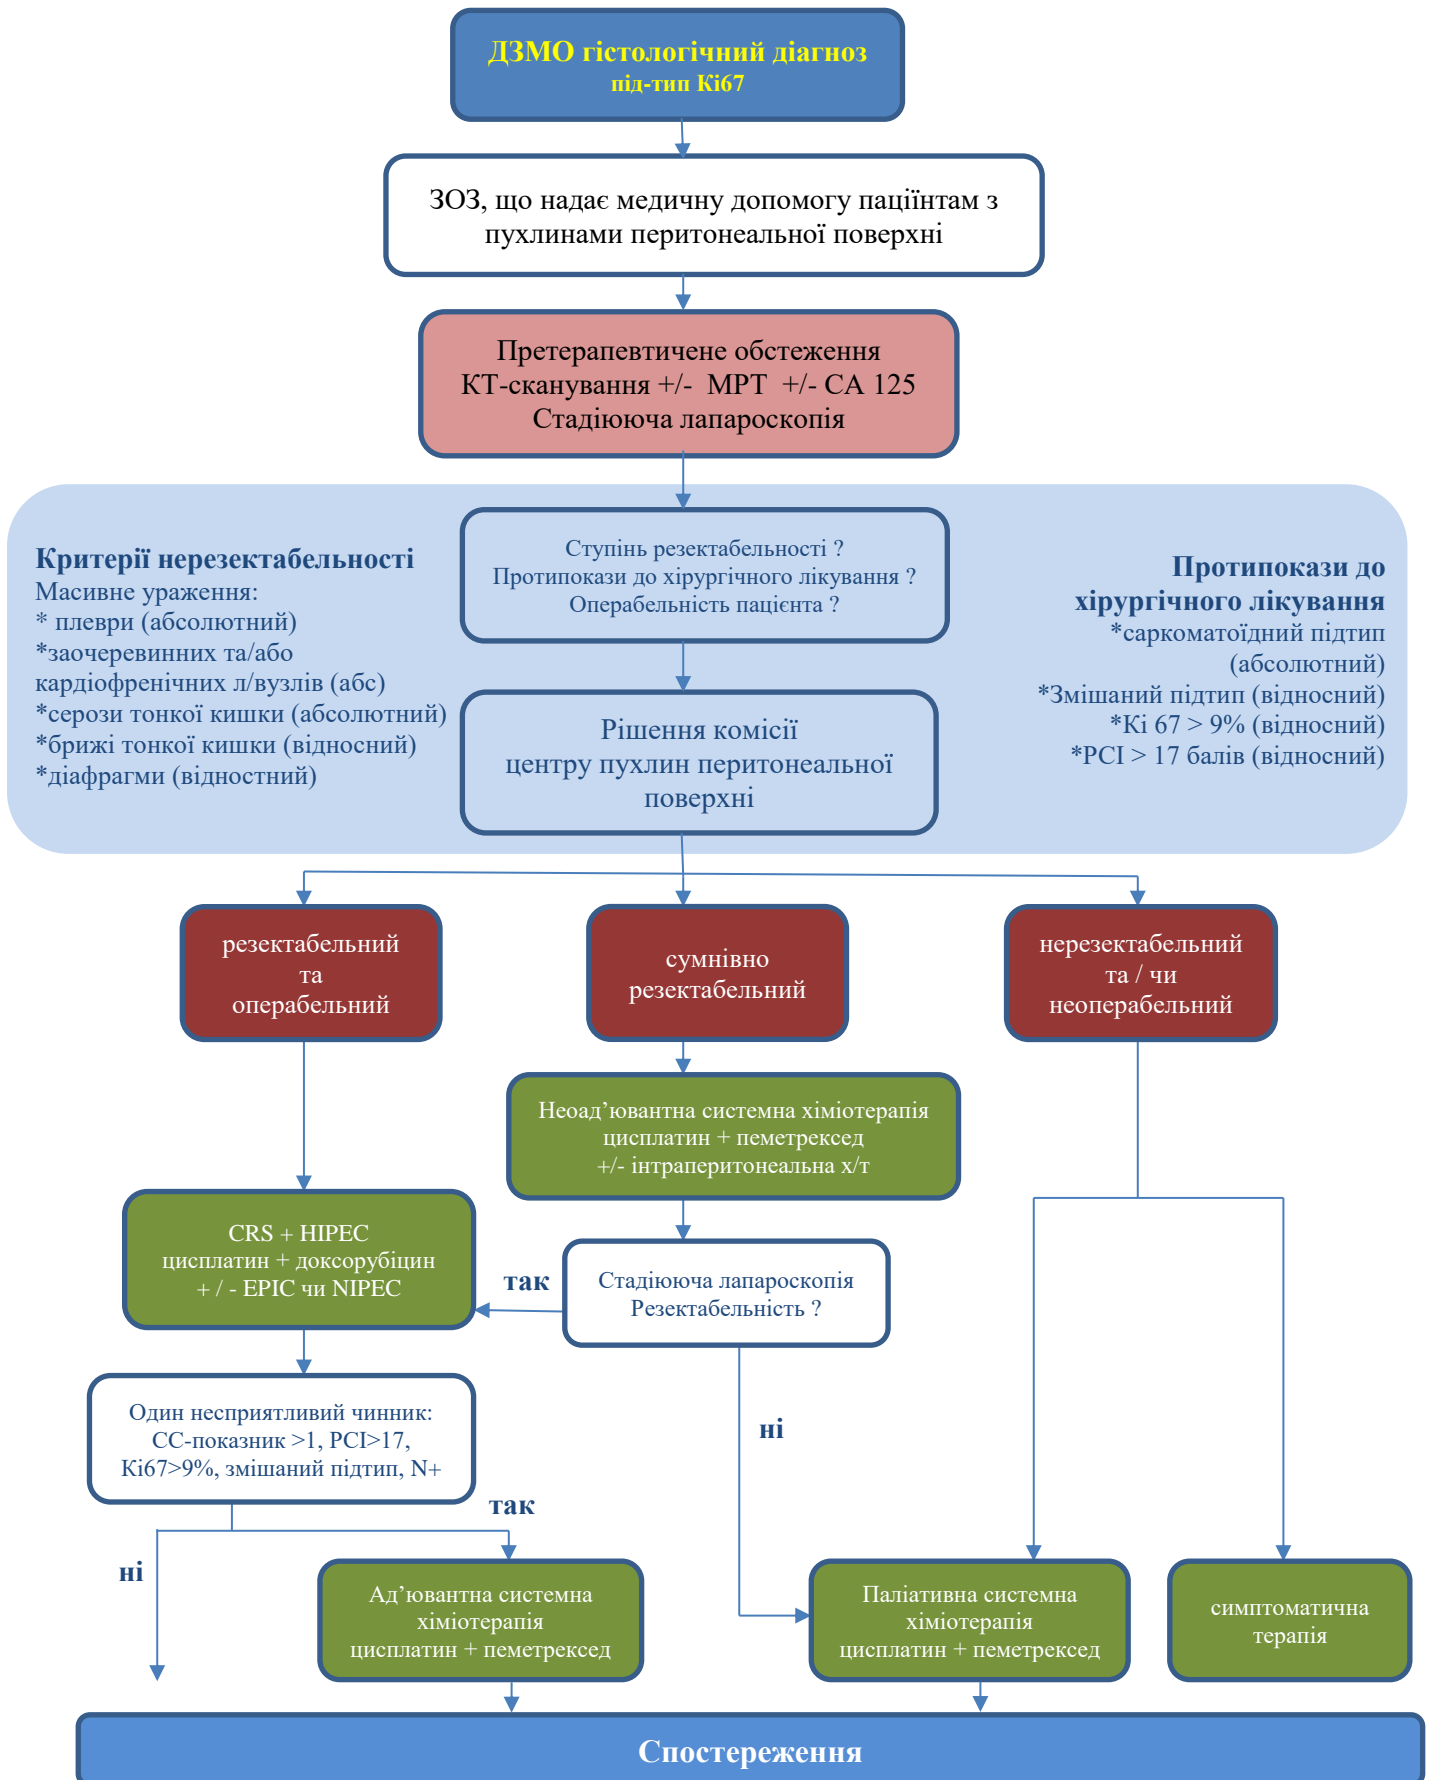 ДЗМО гістологічний діагноз
під-тип Кі67
ЗОЗ, що надає медичну допомогу паціїнтам з
пухлинами перитонеальної поверхні
Претерапевтичене обстеження
КТ-сканування +/- МРТ +/- СА 125
Стадіююча лапароскопія
Критерії нерезектабельності
Масивне ураження:
* плеври (абсолютний)
*заочеревинних та/або
кардіофренічних л/вузлів (абс)
*серози тонкої кишки (абсолютний)
*брижі тонкої кишки (відносний)
*діафрагми (відностний)
Ступінь резектабельності ?
Протипокази до хірургічного лікування ?
Операбельність пацієнта ?
Рішення комісії
центру пухлин перитонеальної
поверхні
Протипокази до
хірургічного лікування
*саркоматоїдний підтип
(абсолютний)
*Змішаний підтип (відносний)
*Кі 67 > 9% (відносний)
*PCI > 17 балів (відносний)
резектабельний
та
операбельний
сумнівно
резектабельний
нерезектабельний
та / чи
неоперабельний
Неоад’ювантна системна хіміотерапія
цисплатин + пеметрексед
+/- інтраперитонеальна х/т
CRS + HIPEC
цисплатин + доксорубіцин
+ / - EPIC чи NIPEC
так
Стадіююча лапароскопія
Резектабельність ?
Один несприятливий чинник:
СС-показник >1, PCI>17,
Кі67>9%, змішаний підтип, N+
ні
так
ні
Ад’ювантна системна
хіміотерапія
цисплатин + пеметрексед
Паліативна системна
хіміотерапія
цисплатин + пеметрексед
симптоматична
терапія
Спостереження